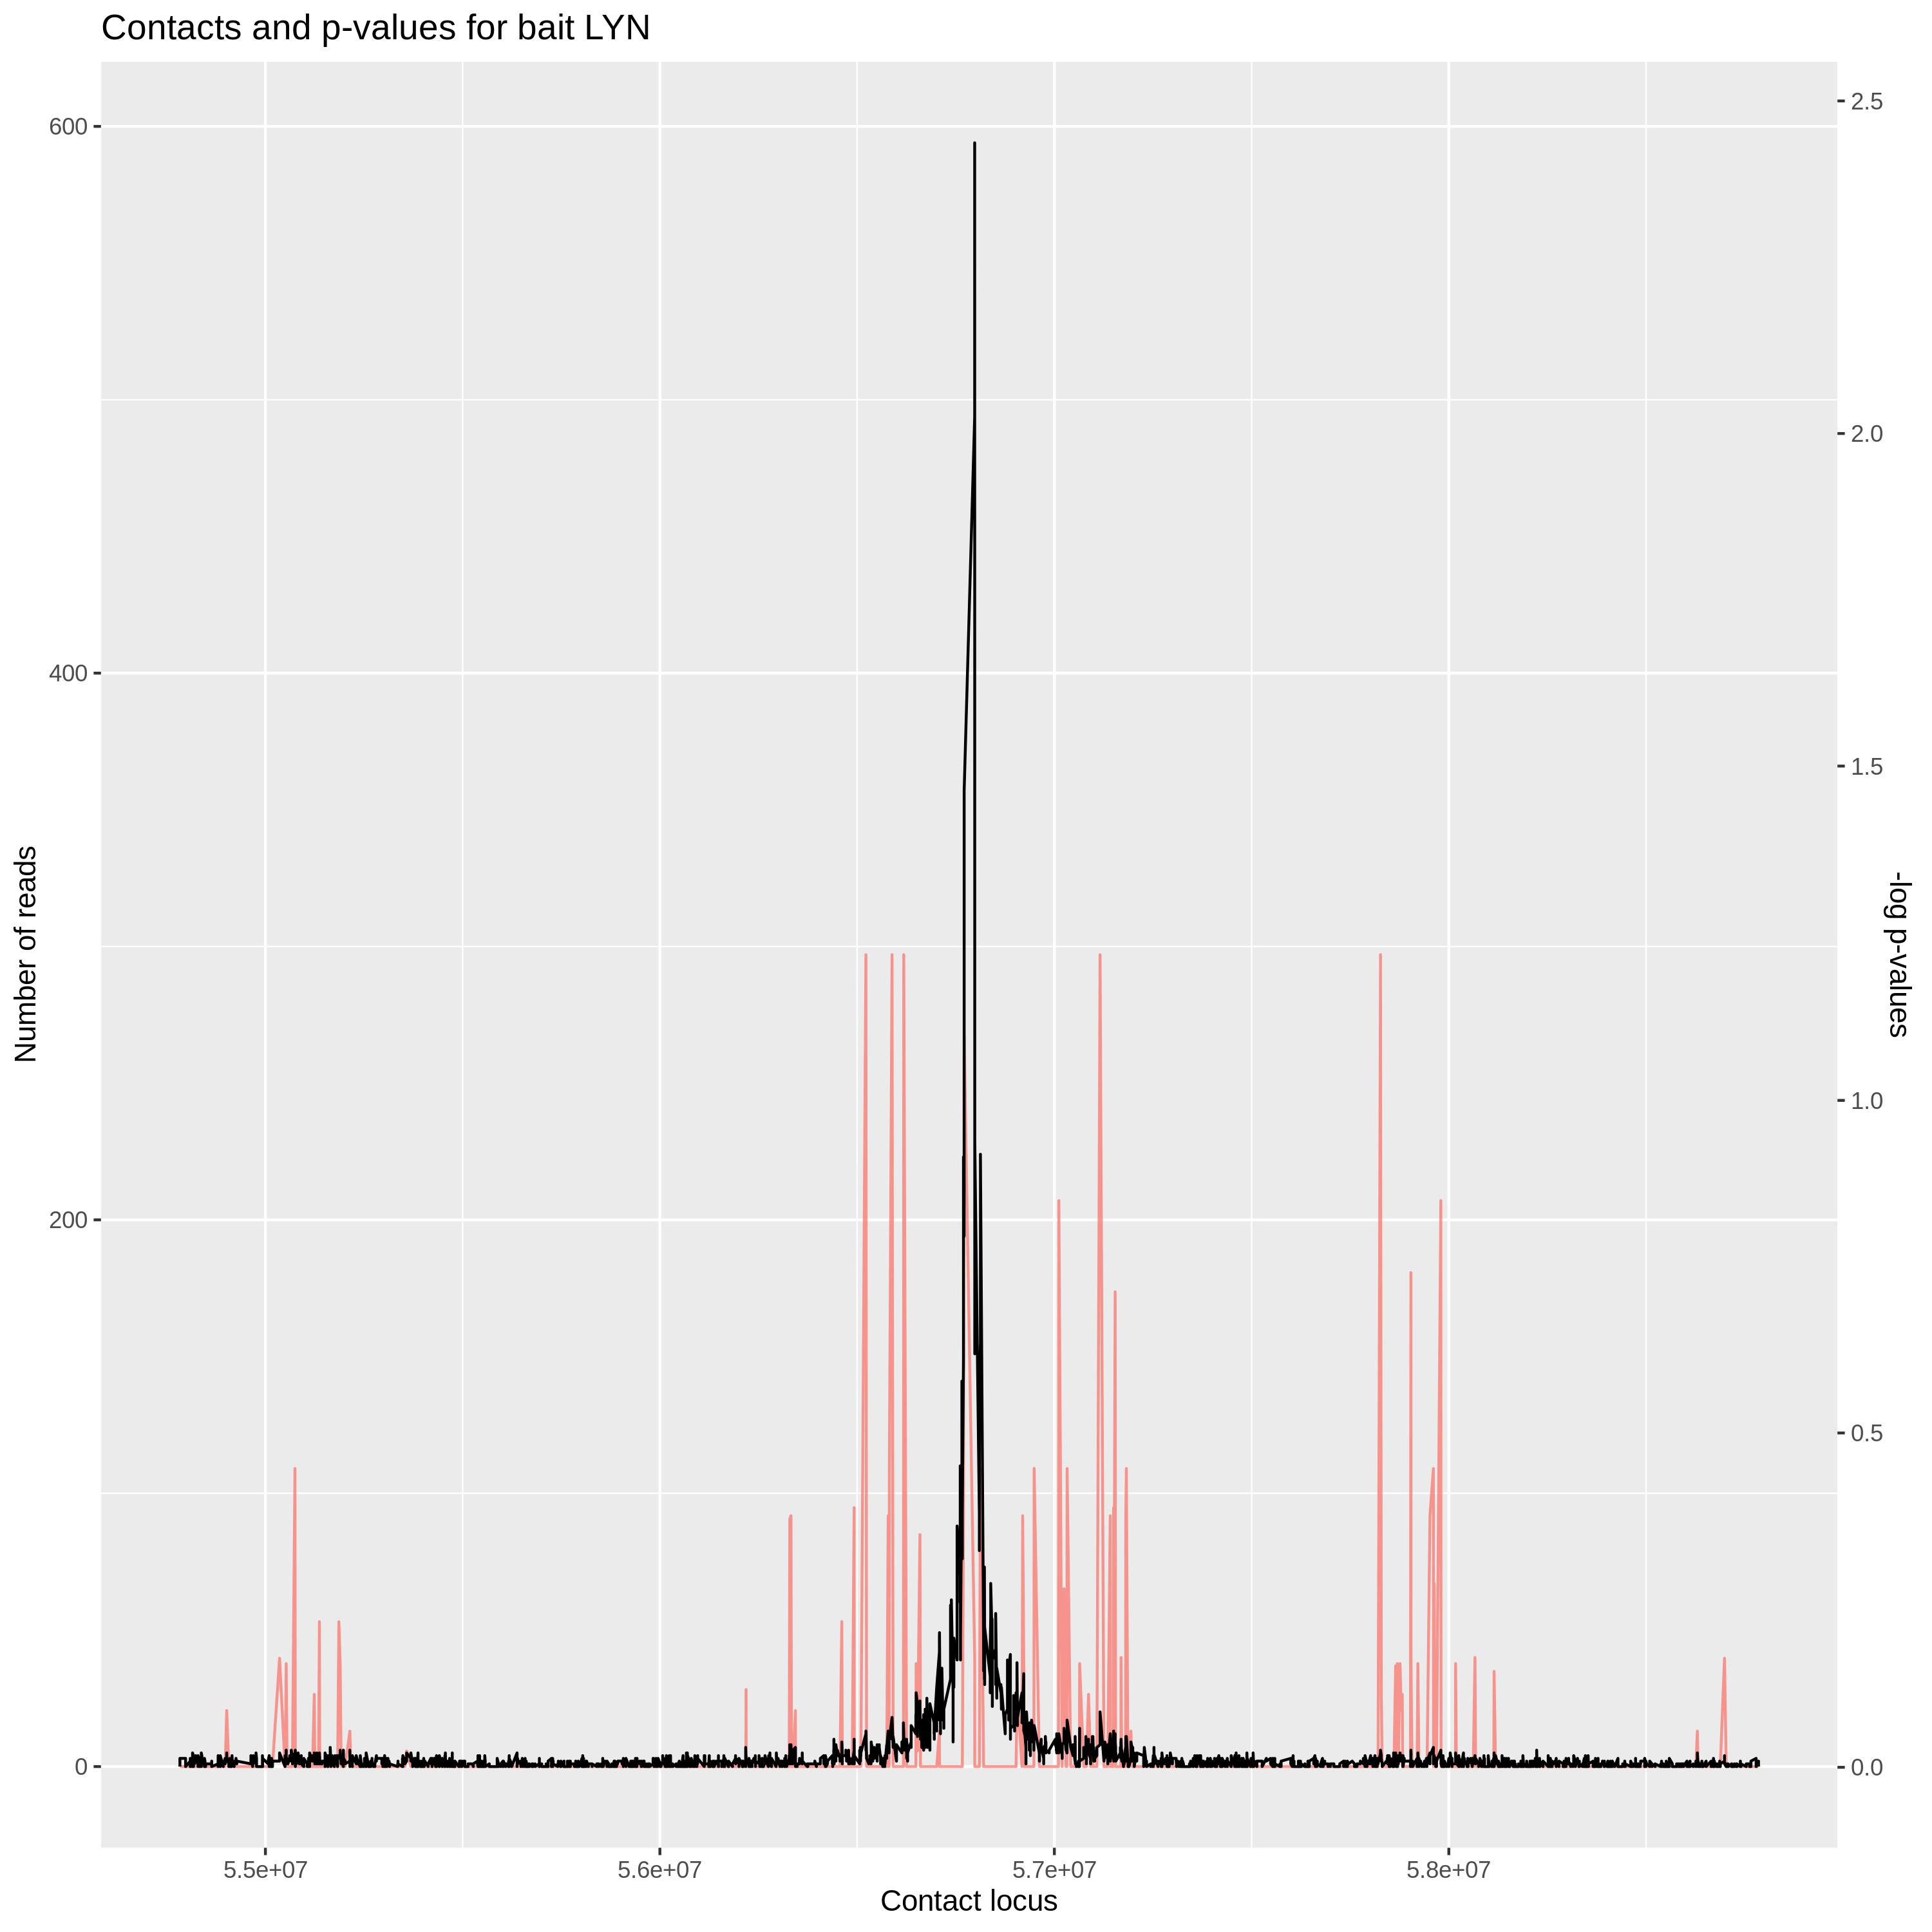 Contacts and p-values for bait LYN
600
400
200
0
Number of reads
2.5
2.0
1.5
1.0
0.5
0.0
-log p-values
5.5e+07
5.6e+07
5.7e+07
5.8e+07
Contact locus